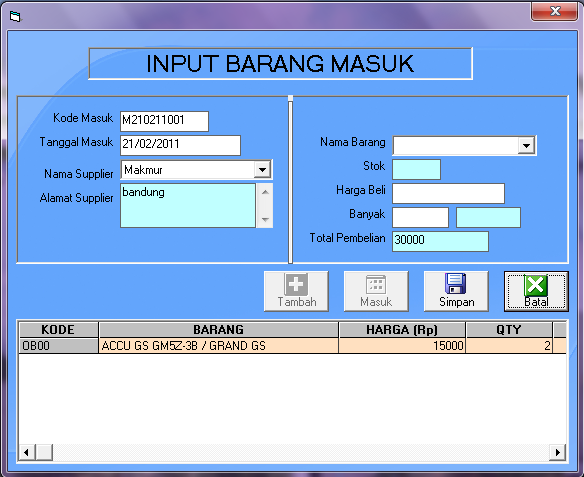 INPUT BARANG MASUK
Kode Masuk M210211001
Tanggal Masuk 21/02/2011
Nama Supplier Makmur
Alamat Supplier bandung
Nama Barang
Stok
Harga Beli
Banyak
Total Pembelian 30000
Tambah Masuk Simpan Batal
KODE BARANG HARGA (Rp) QTY
OB00 ACCU GS GM5Z-3B / GRAND GS 15000 2